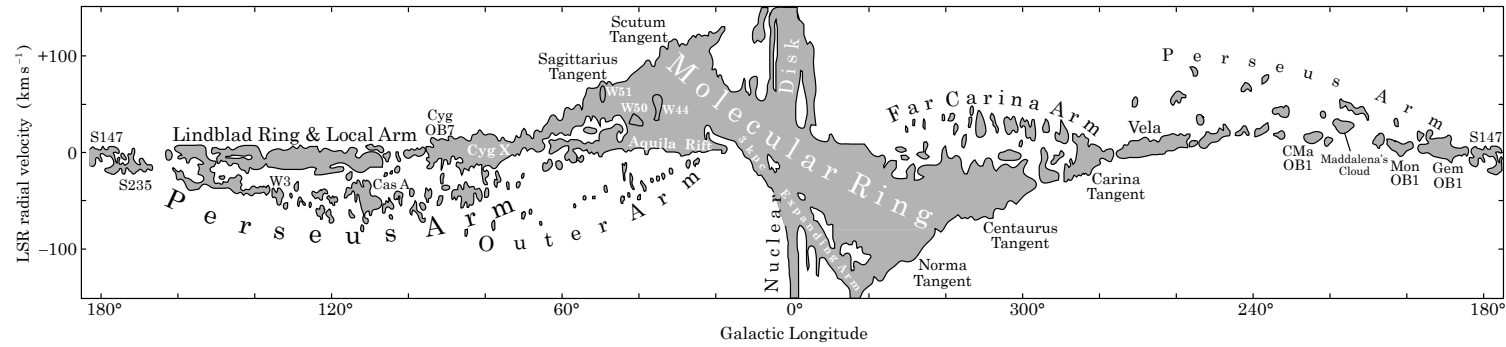 LSR radial velocity (km s⁻¹)
+100
0
−100
S147
S235
Lindblad Ring & Local Arm
W3
Cas A
Perseus Arm
Cyg
OB7
Cyg X
Outer Arm
Sagittarius
Tangent
Scutum
Tangent
W51
W50
W44
Aquila Rift
Molecular Ring
3 kpc Expanding Arm
Nuclear Disk
Norma
Tangent
Centaurus
Tangent
Far Carina Arm
Carina
Tangent
Vela
Perseus Arm
CMa
OB1
Maddalena's
Cloud
Mon
OB1
Gem
OB1
S147
180°
120°
60°
0°
300°
240°
180°
Galactic Longitude